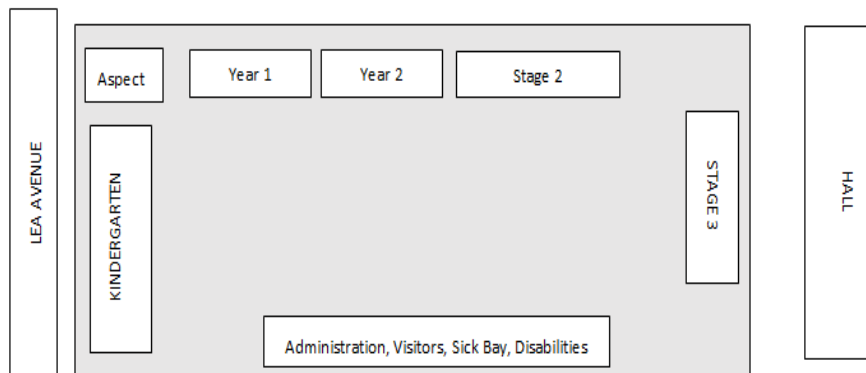 Aspect
Year 1
Year 2
Stage 2
LEA AVENUE
KINDERGARTEN
STAGE 3
HALL
Administration, Visitors, Sick Bay, Disabilities